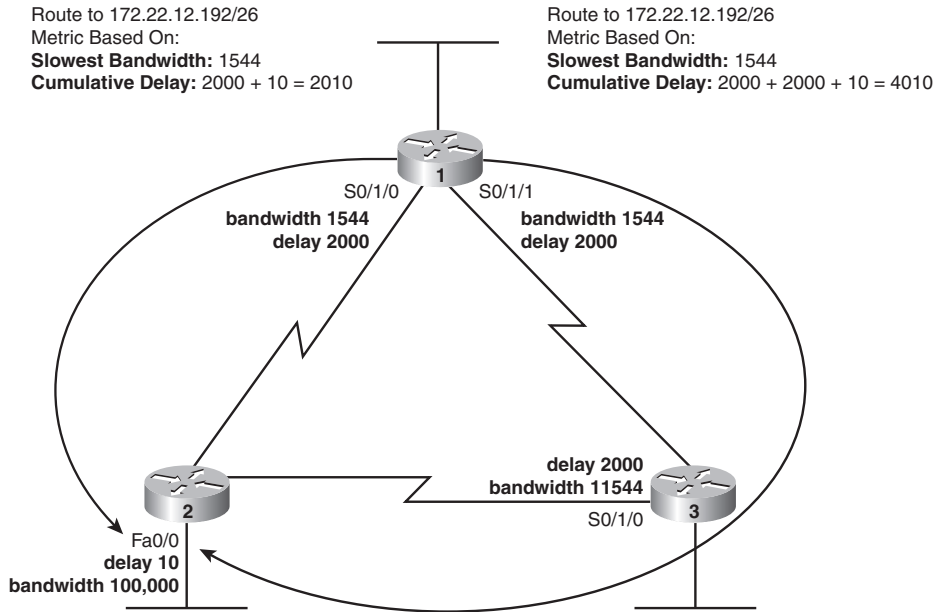 Route to 172.22.12.192/26
Metric Based On:
Slowest Bandwidth: 1544
Cumulative Delay: 2000 + 10 = 2010
Route to 172.22.12.192/26
Metric Based On:
Slowest Bandwidth: 1544
Cumulative Delay: 2000 + 2000 + 10 = 4010
1
S0/1/0
S0/1/1
bandwidth 1544
delay 2000
bandwidth 1544
delay 2000
delay 2000
bandwidth 11544
S0/1/0
2
3
Fa0/0
delay 10
bandwidth 100,000